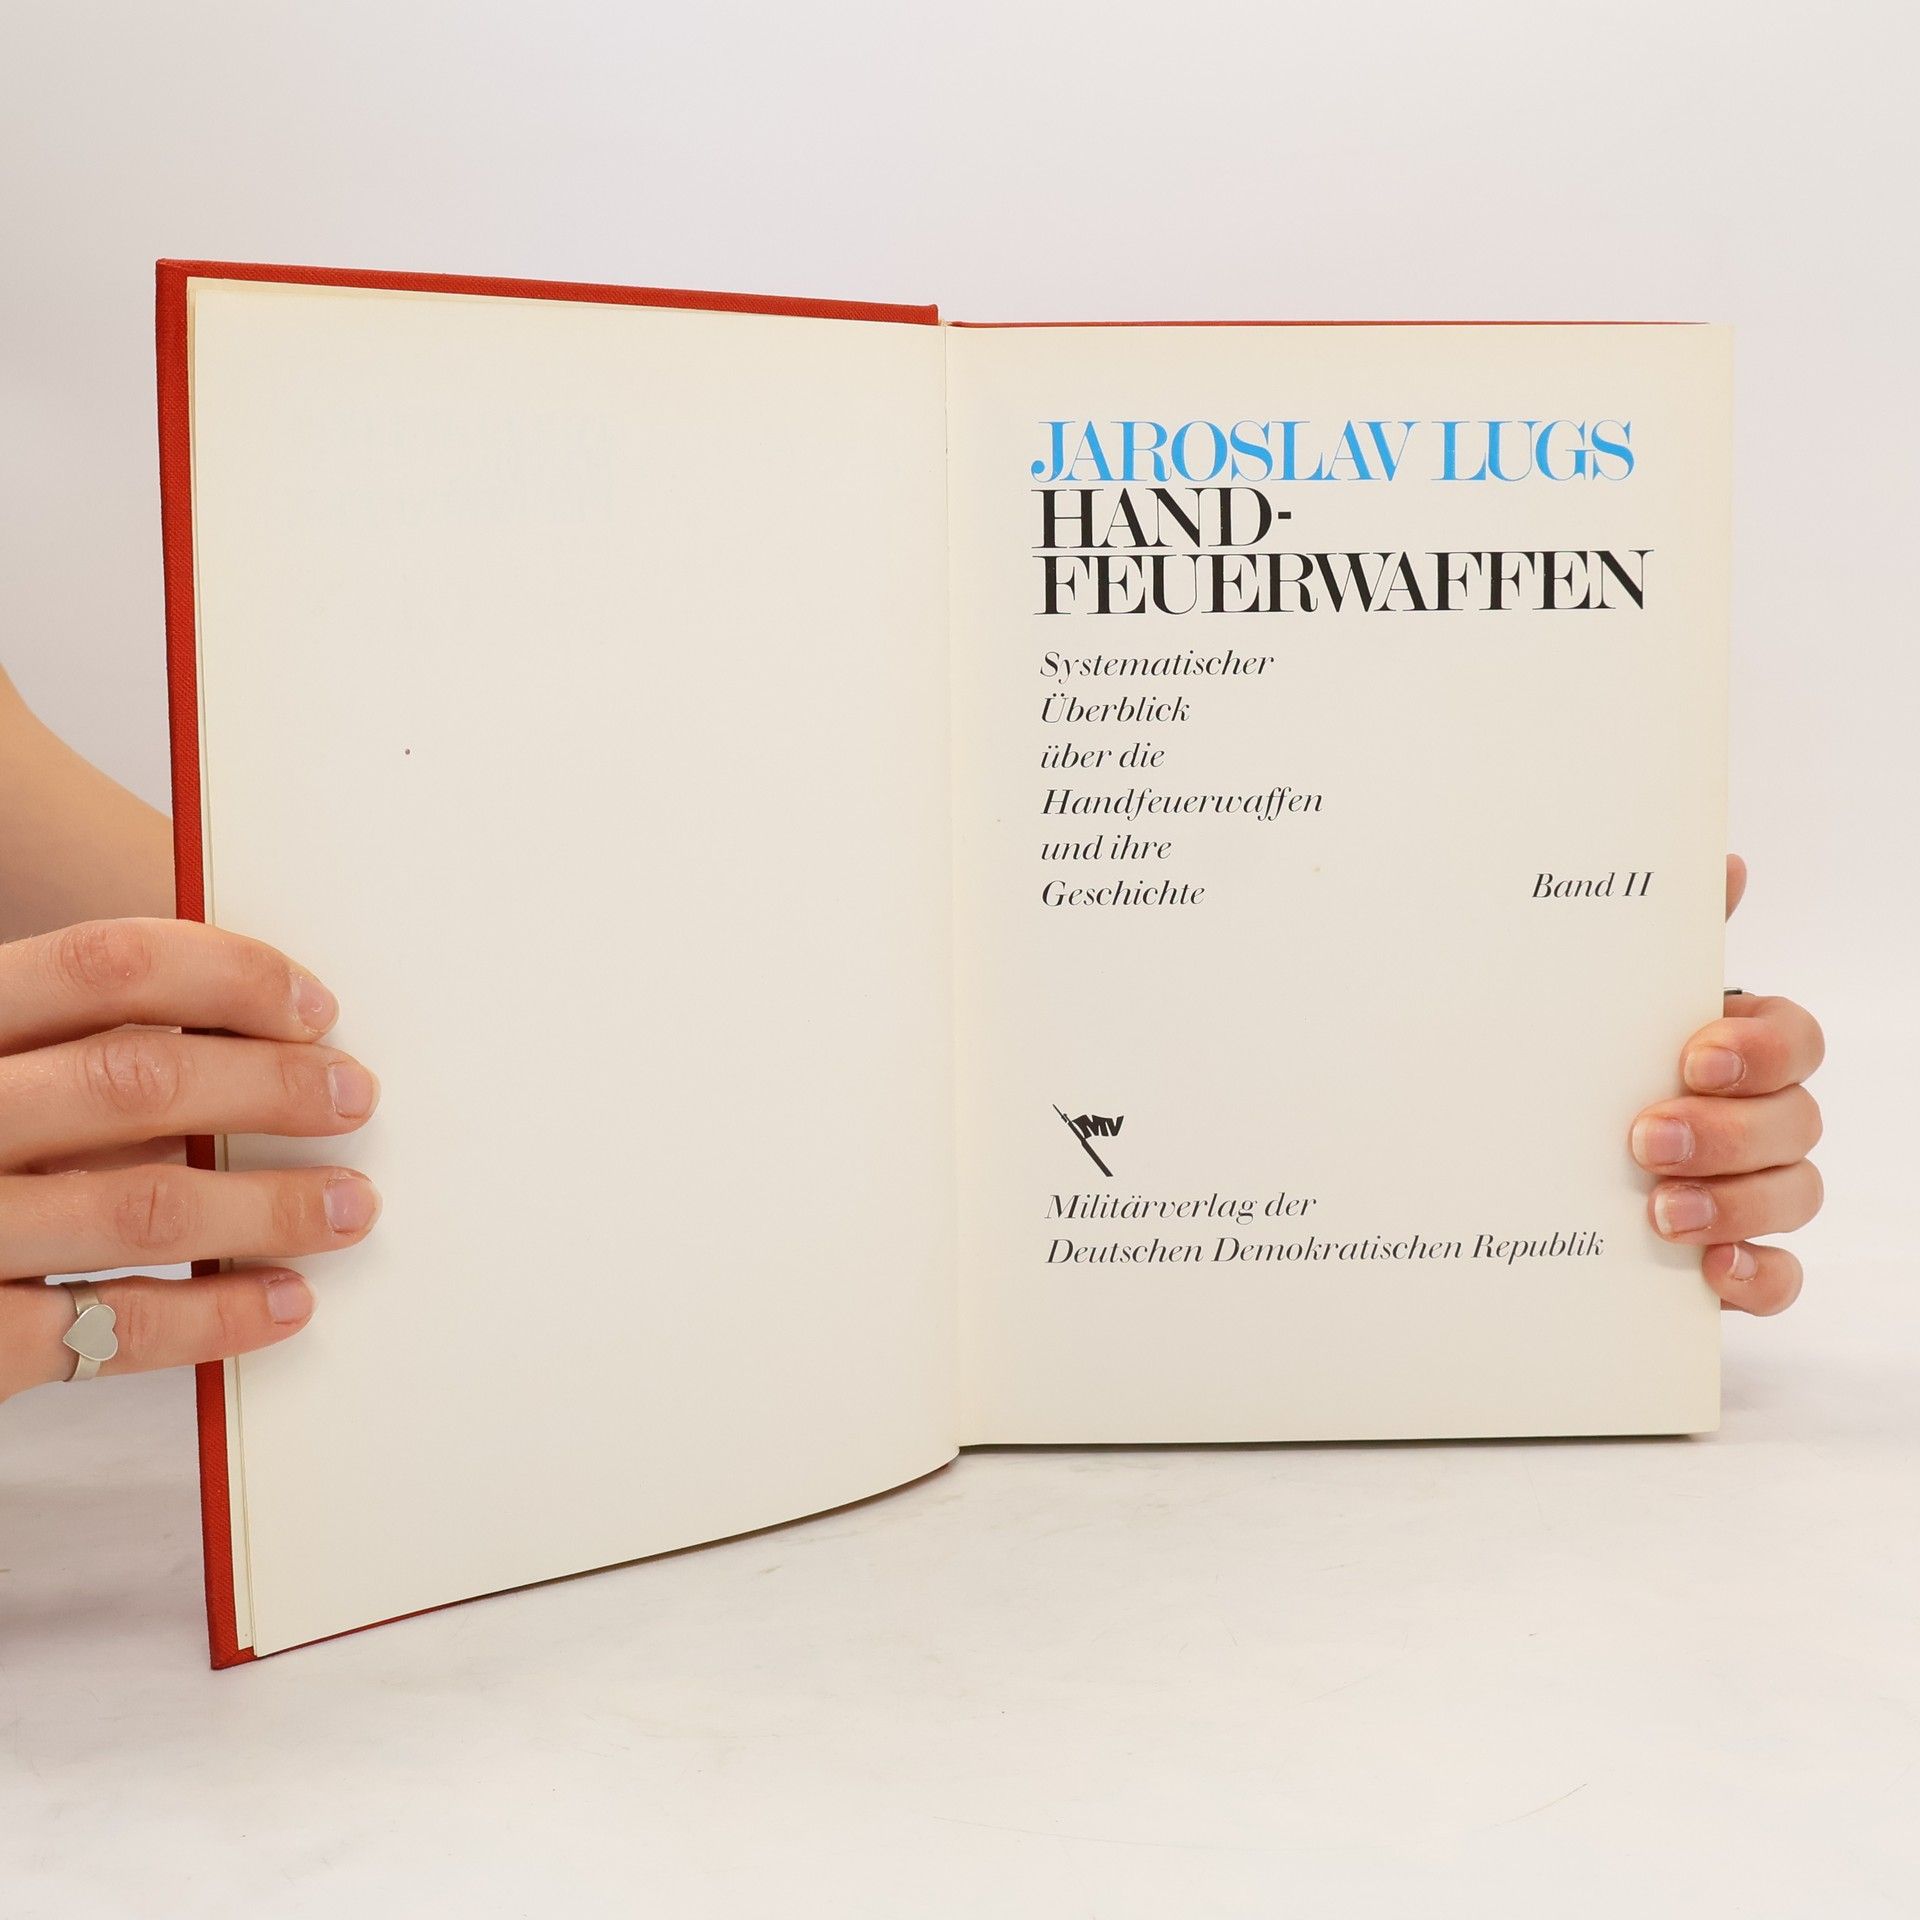 JAROSLAV LUGS
HAND-
FEUERWAFFEN
Systematischer
Überblick
über die
Handfeuerwaffen
und ihre
Geschichte
Band II
MV
Militärverlag der
Deutschen Demokratischen Republik